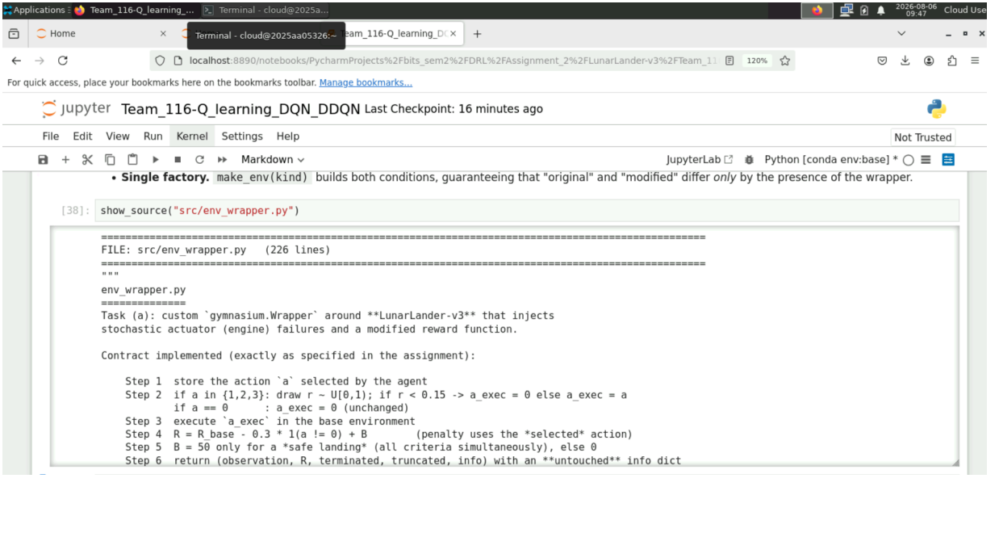 Applications
Team_116-Q_learning_...
Terminal - cloud@2025a...
2026-08-06
09:47
Cloud Use
Home
Terminal - cloud@2025aa05326:~
Team_116-Q_learning_DC
localhost:8890/notebooks/PycharmProjects%2Fbits_sem2%2FDRL%2FAssignment_2%2FLunarLander-v3%2FTeam_11
120%
For quick access, place your bookmarks here on the bookmarks toolbar. Manage bookmarks...
jupyter Team_116-Q_learning_DQN_DDQN Last Checkpoint: 16 minutes ago
File Edit View Run Kernel Settings Help
Not Trusted
Markdown
JupyterLab
Python [conda env:base] *
• Single factory. make_env(kind) builds both conditions, guaranteeing that "original" and "modified" differ only by the presence of the wrapper.
[38]: show_source("src/env_wrapper.py")
====================================================================================================
FILE: src/env_wrapper.py   (226 lines)
====================================================================================================
"""
env_wrapper.py
==============
Task (a): custom `gymnasium.Wrapper` around **LunarLander-v3** that injects
stochastic actuator (engine) failures and a modified reward function.
Contract implemented (exactly as specified in the assignment):
Step 1  store the action `a` selected by the agent
Step 2  if a in {1,2,3}: draw r ~ U[0,1); if r < 0.15 -> a_exec = 0 else a_exec = a
if a == 0      : a_exec = 0 (unchanged)
Step 3  execute `a_exec` in the base environment
Step 4  R = R_base - 0.3 * 1(a != 0) + B        (penalty uses the *selected* action)
Step 5  B = 50 only for a *safe landing* (all criteria simultaneously), else 0
Step 6  return (observation, R, terminated, truncated, info) with an **untouched** info dict